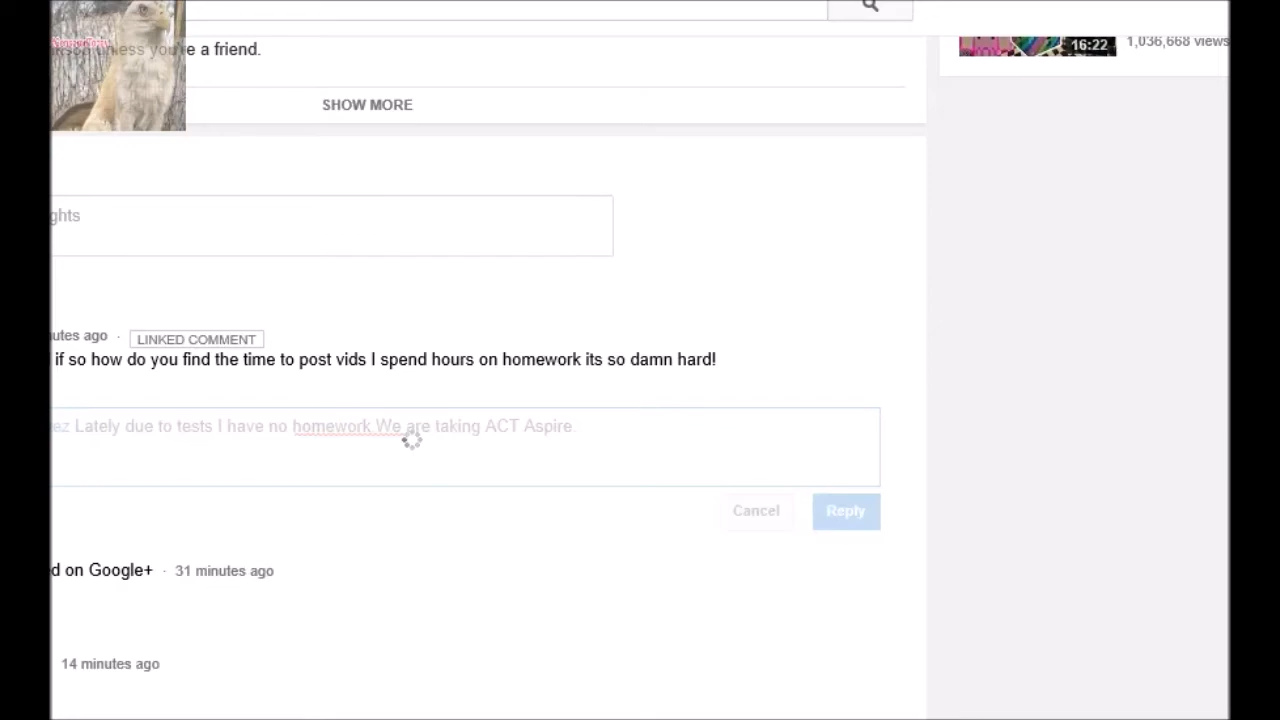 unless you're a friend.
16:22
1,036,668 views
SHOW MORE
ghts
utes ago · LINKED COMMENT
if so how do you find the time to post vids I spend hours on homework its so damn hard!
ez Lately due to tests I have no homework.We are taking ACT Aspire.
Cancel
Reply
d on Google+ · 31 minutes ago
14 minutes ago